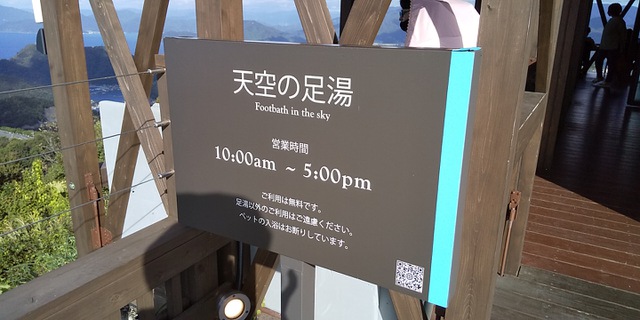 天空の足湯
Footbath in the sky
営業時間
10:00am ~ 5:00pm
ご利用は無料です。
足湯以外のご利用はご遠慮ください。
ペットの入浴はお断りしています。